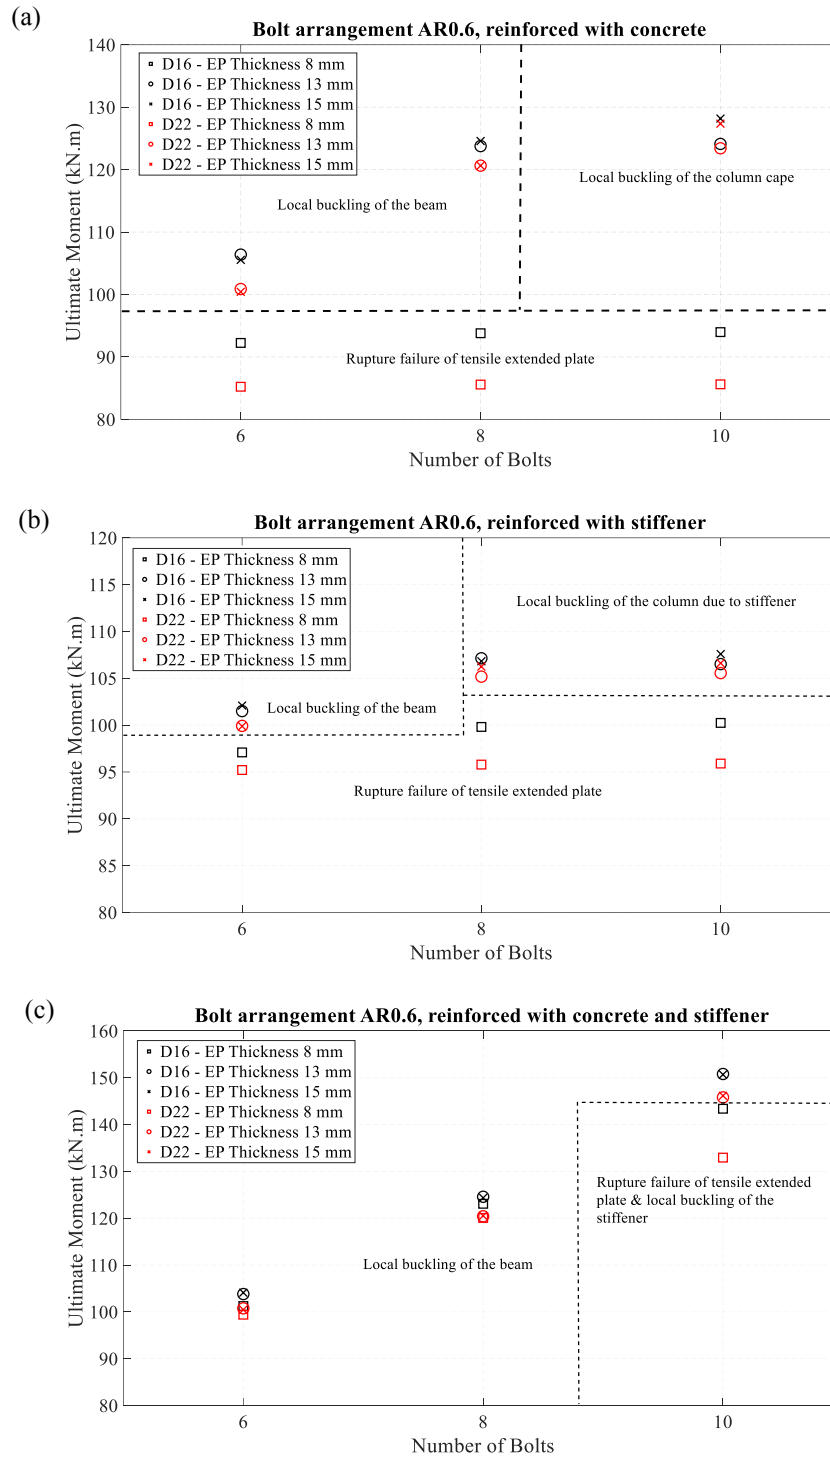 (a)
Bolt arrangement AR0.6, reinforced with concrete
140
130
120
110
100
90
80
Ultimate Moment (kN.m)
D16 - EP Thickness 8 mm
D16 - EP Thickness 13 mm
D16 - EP Thickness 15 mm
D22 - EP Thickness 8 mm
D22 - EP Thickness 13 mm
D22 - EP Thickness 15 mm
Local buckling of the column cape
Local buckling of the beam
Rupture failure of tensile extended plate
6 8 10
Number of Bolts
(b)
Bolt arrangement AR0.6, reinforced with stiffener
120
115
110
105
100
95
90
85
80
Ultimate Moment (kN.m)
D16 - EP Thickness 8 mm
D16 - EP Thickness 13 mm
D16 - EP Thickness 15 mm
D22 - EP Thickness 8 mm
D22 - EP Thickness 13 mm
D22 - EP Thickness 15 mm
Local buckling of the column due to stiffener
Local buckling of the beam
Rupture failure of tensile extended plate
6 8 10
Number of Bolts
(c)
Bolt arrangement AR0.6, reinforced with concrete and stiffener
160
150
140
130
120
110
100
90
80
Ultimate Moment (kN.m)
D16 - EP Thickness 8 mm
D16 - EP Thickness 13 mm
D16 - EP Thickness 15 mm
D22 - EP Thickness 8 mm
D22 - EP Thickness 13 mm
D22 - EP Thickness 15 mm
Rupture failure of tensile extended
plate & local buckling of the
stiffener
Local buckling of the beam
6 8 10
Number of Bolts